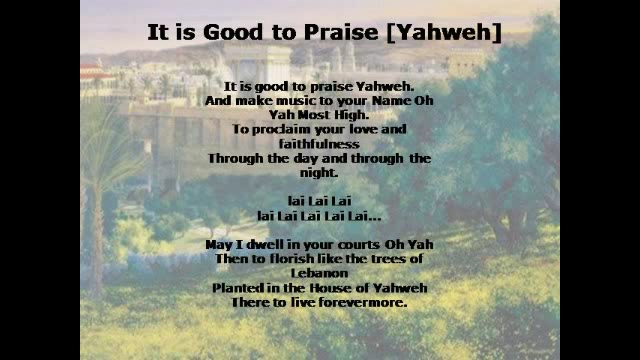 It is Good to Praise [Yahweh]
It is good to praise Yahweh.
And make music to your Name Oh
Yah Most High.
To proclaim your love and
faithfulness
Through the day and through the
night.
lai Lai Lai
lai Lai Lai Lai Lai...
May I dwell in your courts Oh Yah
Then to florish like the trees of
Lebanon
Planted in the House of Yahweh
There to live forevermore.